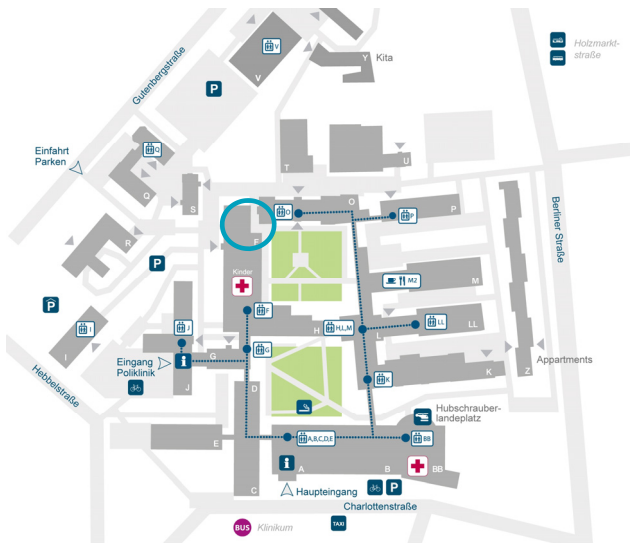 V
V
Y
Kita
Holzmarkt-
straße
Gutenbergstraße
P
Einfahrt
Parken
Q
Q
T
U
S
O
O
P
P
R
F
Berliner Straße
P
Kinder
M2
M
P
F
I
J
H
H,L,M
LL
LL
L
I
Eingang
Poliklinik
i
G
G
Appartments
Hebbelstraße
J
D
K
K
Z
Hubschrauber-
landeplatz
E
A,B,C,D,E
BB
i
A
B
BB
C
Haupteingang
P
Charlottenstraße
BUS
Klinikum
TAXI